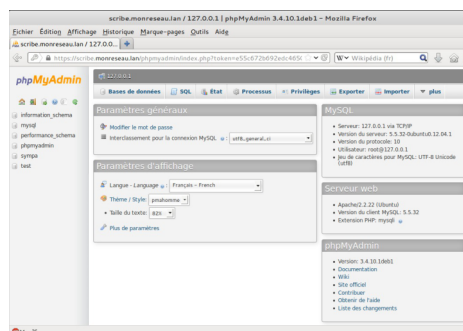 scribe.monreseau.lan / 127.0.0.1 | phpMyAdmin 3.4.10.1deb1 - Mozilla Firefox
Fichier Édition Affichage Historique Marque-pages Outils Aide
scribe.monreseau.lan / 127.0.0...
https://scribe.monreseau.lan/phpmyadmin/index.php?token=e55c672b692edc465
Wikipédia (fr)
phpMyAdmin
127.0.0.1
Bases de données SQL État Processus Privilèges Exporter Importer plus
information_schema
mysql
performance_schema
phpmyadmin
sympa
test
Paramètres généraux
Modifier le mot de passe
Interclassement pour la connexion MySQL : utf8_general_ci
Paramètres d'affichage
Langue - Language : Français - French
Thème / Style: pmahomme
Taille du texte: 82%
Plus de paramètres
MySQL
Serveur: 127.0.0.1 via TCP/IP
Version du serveur: 5.5.32-0ubuntu0.12.04.1
Version du protocole: 10
Utilisateur: root@127.0.0.1
Jeu de caractères pour MySQL: UTF-8 Unicode
(utf8)
Serveur web
Apache/2.2.22 (Ubuntu)
Version du client MySQL: 5.5.32
Extension PHP: mysqli
phpMyAdmin
Version: 3.4.10.1deb1
Documentation
Wiki
Site officiel
Contribuer
Obtenir de l'aide
Liste des changements